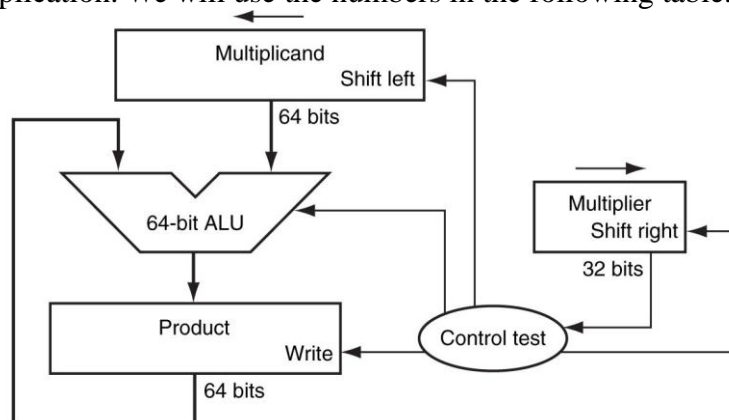 plication. We will use the numbers in the following table.
Multiplicand
Shift left
64 bits
64-bit ALU
Multiplier
Shift right
32 bits
Product
Write
Control test
64 bits